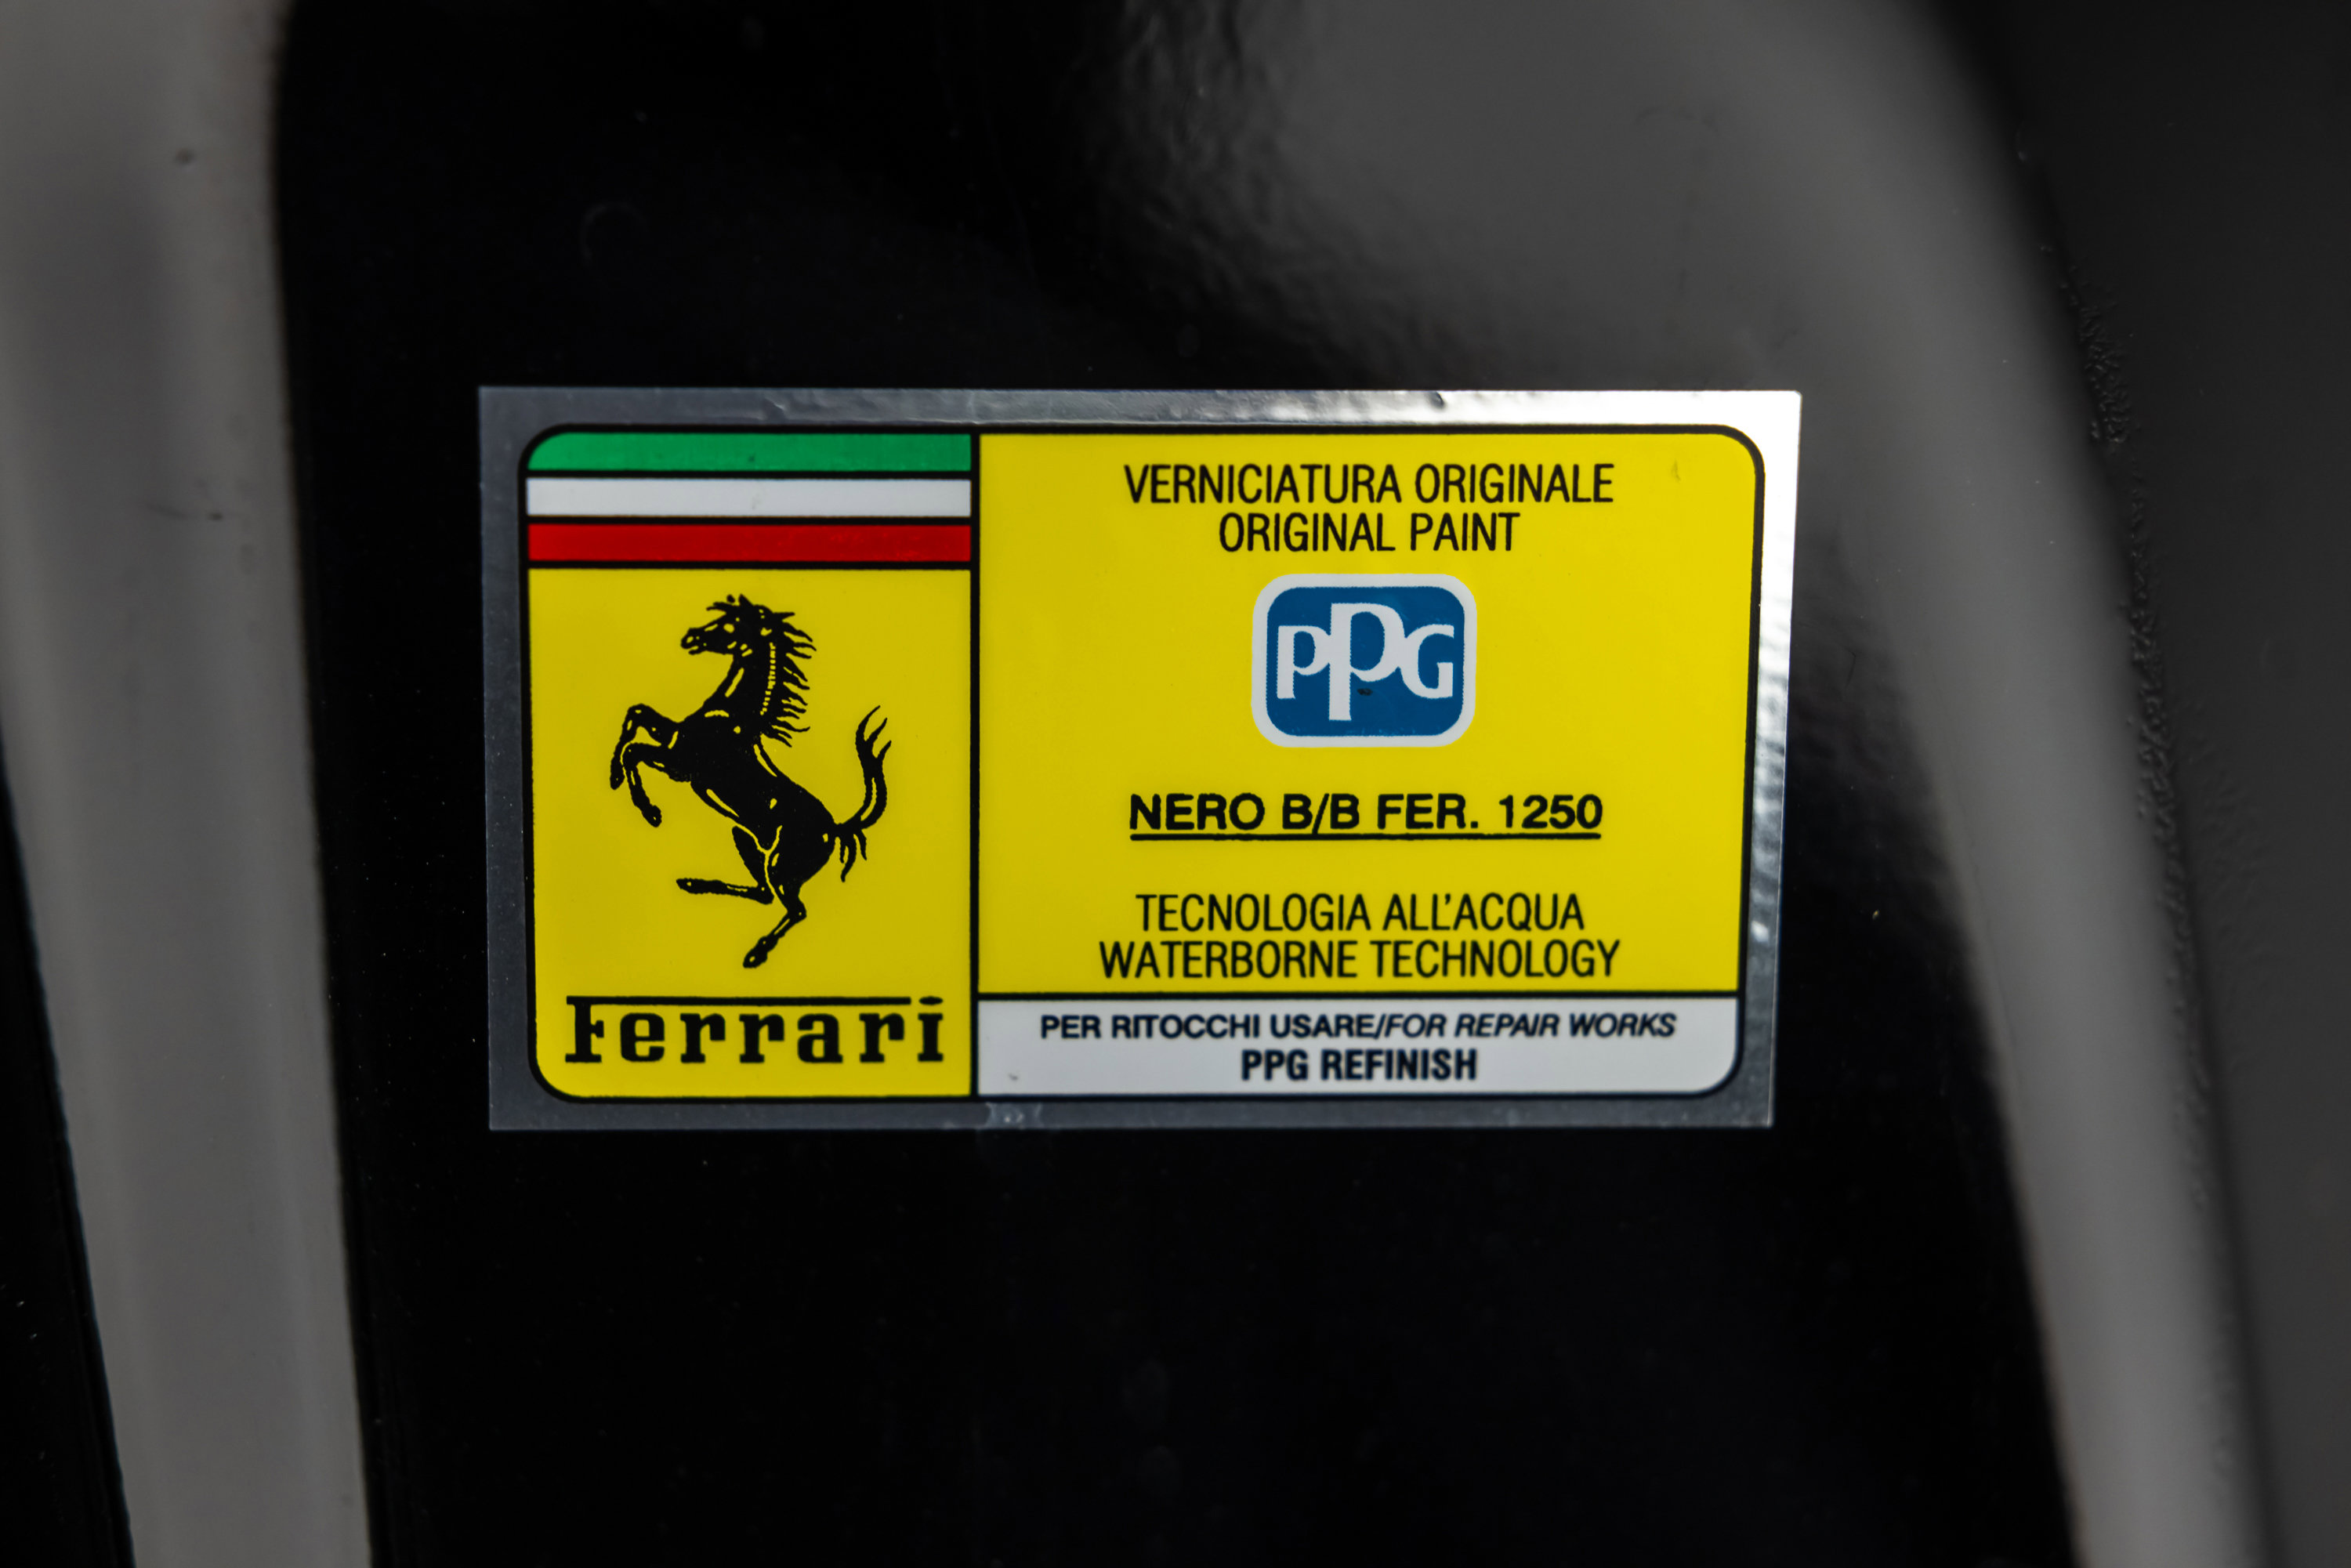 Ferrari
VERNICIATURA ORIGINALE
ORIGINAL PAINT
PPG
NERO B/B FER. 1250
TECNOLOGIA ALL'ACQUA
WATERBORNE TECHNOLOGY
PER RITOCCHI USARE/FOR REPAIR WORKS
PPG REFINISH